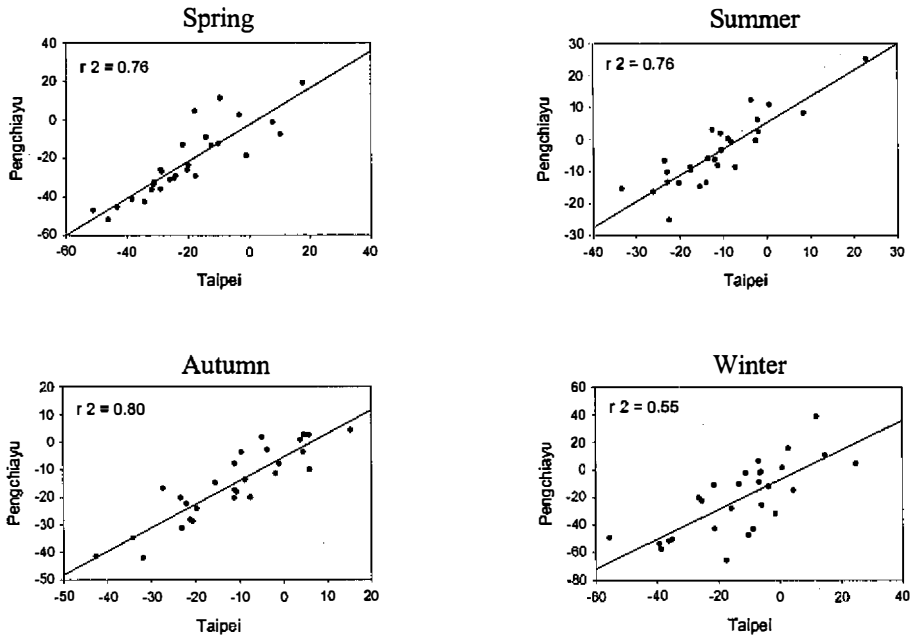 Spring
r 2 = 0.76
40
20
0
-20
-40
-60
-60 -40 -20 0 20 40
Pengchiayu
Taipei
Summer
r 2 = 0.76
30
20
10
0
-10
-20
-30
-40 -30 -20 -10 0 10 20 30
Pengchiayu
Taipei
Autumn
r 2 = 0.80
20
10
0
-10
-20
-30
-40
-50
-50 -40 -30 -20 -10 0 10 20
Pengchiayu
Taipei
Winter
r 2 = 0.55
60
40
20
0
-20
-40
-60
-80
-60 -40 -20 0 20 40
Pengchiayu
Taipei